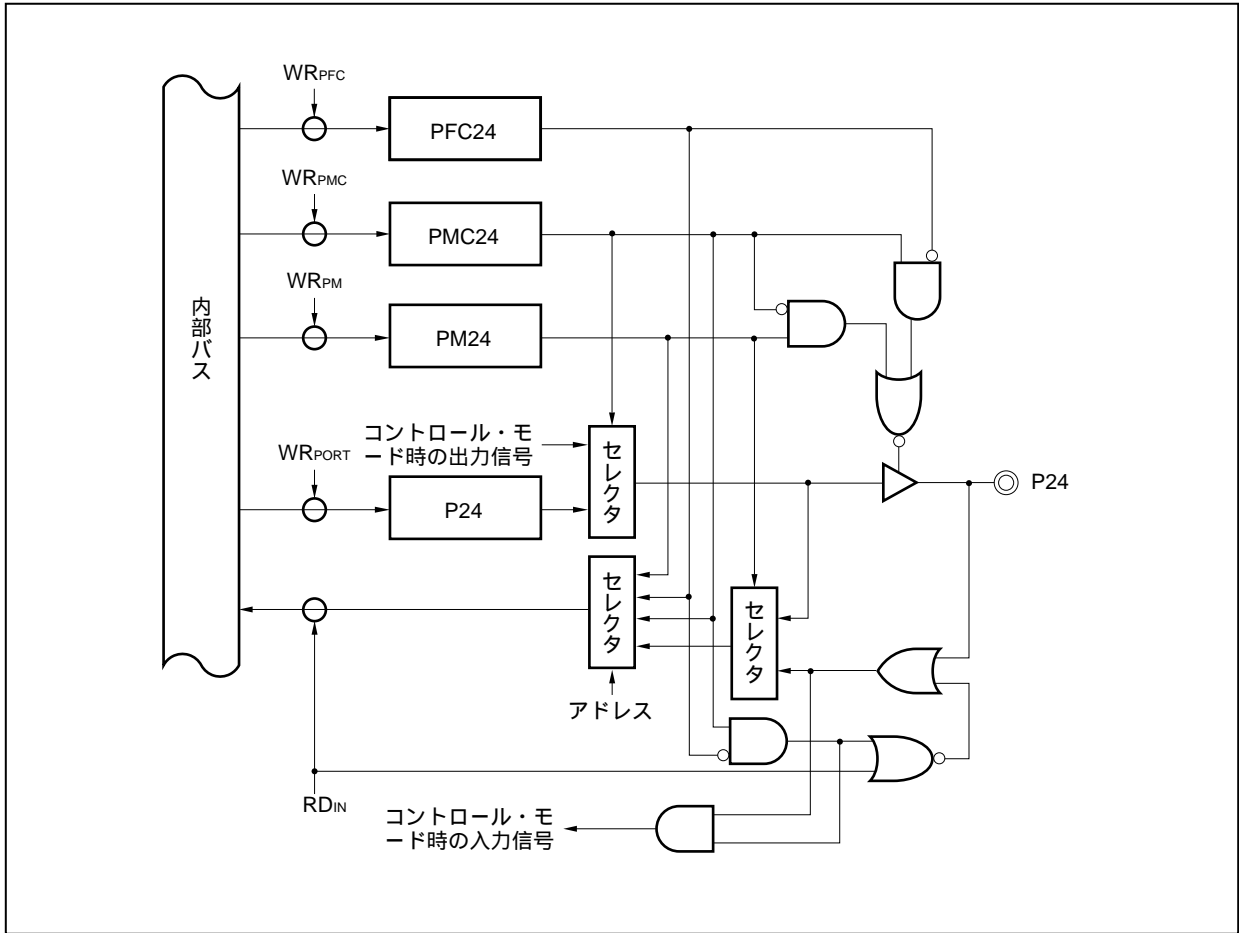 WRPFC
PFC24
WRPMC
PMC24
WRPM
PM24
内部バス
コントロール・モ
ード時の出力信号
セレクタ
WRPORT
P24
P24
セレクタ
セレクタ
アドレス
RDIN
コントロール・モ
ード時の入力信号